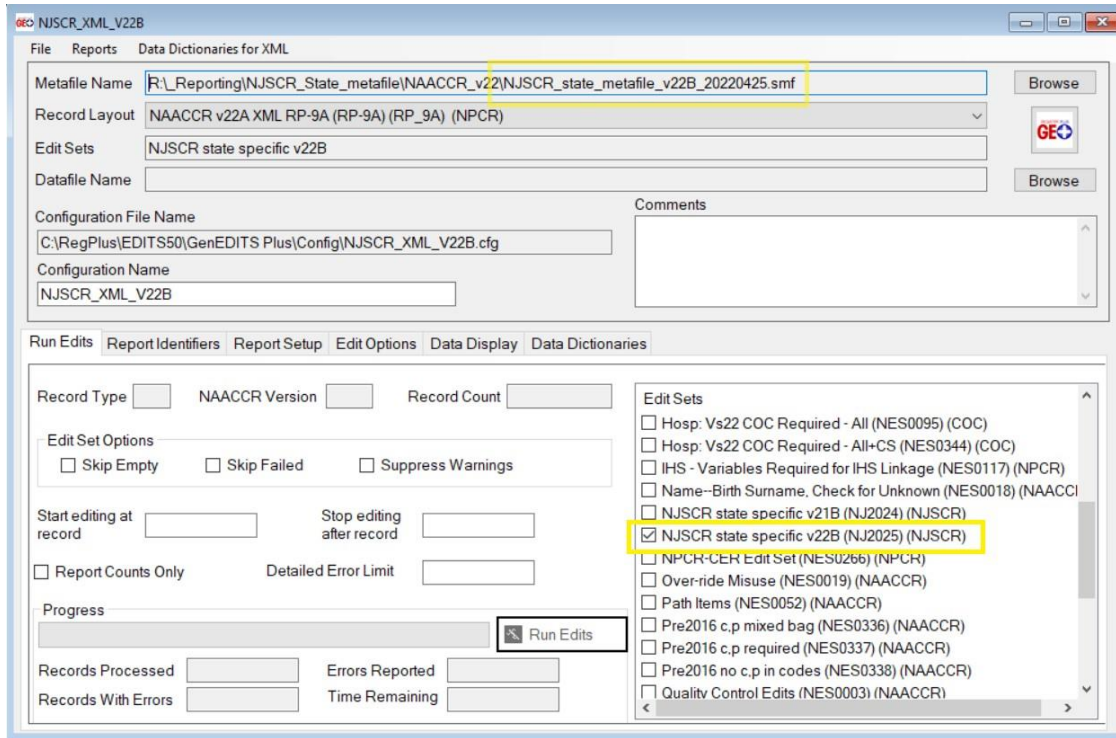 GEO NJSCR_XML_V22B
File Reports Data Dictionaries for XML
Metafile Name R:\_Reporting\NJSCR_State_metafile\NAACCR_v22\NJSCR_state_metafile_v22B_20220425.smf Browse
Record Layout NAACCR v22A XML RP-9A (RP-9A) (RP_9A) (NPCR)
GEO
Edit Sets NJSCR state specific v22B
Datafile Name Browse
Configuration File Name Comments
C:\RegPlus\EDITS50\GenEDITS Plus\Config\NJSCR_XML_V22B.cfg
Configuration Name
NJSCR_XML_V22B
Run Edits Report Identifiers Report Setup Edit Options Data Display Data Dictionaries
Record Type NAACCR Version Record Count
Edit Set Options
Skip Empty Skip Failed Suppress Warnings
Start editing at record Stop editing after record
Report Counts Only Detailed Error Limit
Progress
Run Edits
Records Processed Errors Reported
Records With Errors Time Remaining
Edit Sets
Hosp: Vs22 COC Required - All (NES0095) (COC)
Hosp: Vs22 COC Required - All+CS (NES0344) (COC)
IHS - Variables Required for IHS Linkage (NES0117) (NPCR)
Name--Birth Surname, Check for Unknown (NES0018) (NAACCI
NJSCR state specific v21B (NJ2024) (NJSCR)
NJSCR state specific v22B (NJ2025) (NJSCR)
NPCR-CER Edit Set (NES0266) (NPCR)
Over-ride Misuse (NES0019) (NAACCR)
Path Items (NES0052) (NAACCR)
Pre2016 c,p mixed bag (NES0336) (NAACCR)
Pre2016 c,p required (NES0337) (NAACCR)
Pre2016 no c,p in codes (NES0338) (NAACCR)
Quality Control Edits (NES0003) (NAACCR)